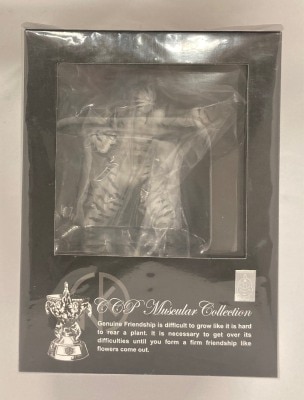 CCP Muscular Collection
Genuine Friendship is difficult to grow like it is hard
to rear a plant. It is necessary to get over its
difficulties until you form a firm friendship like
flowers come out.